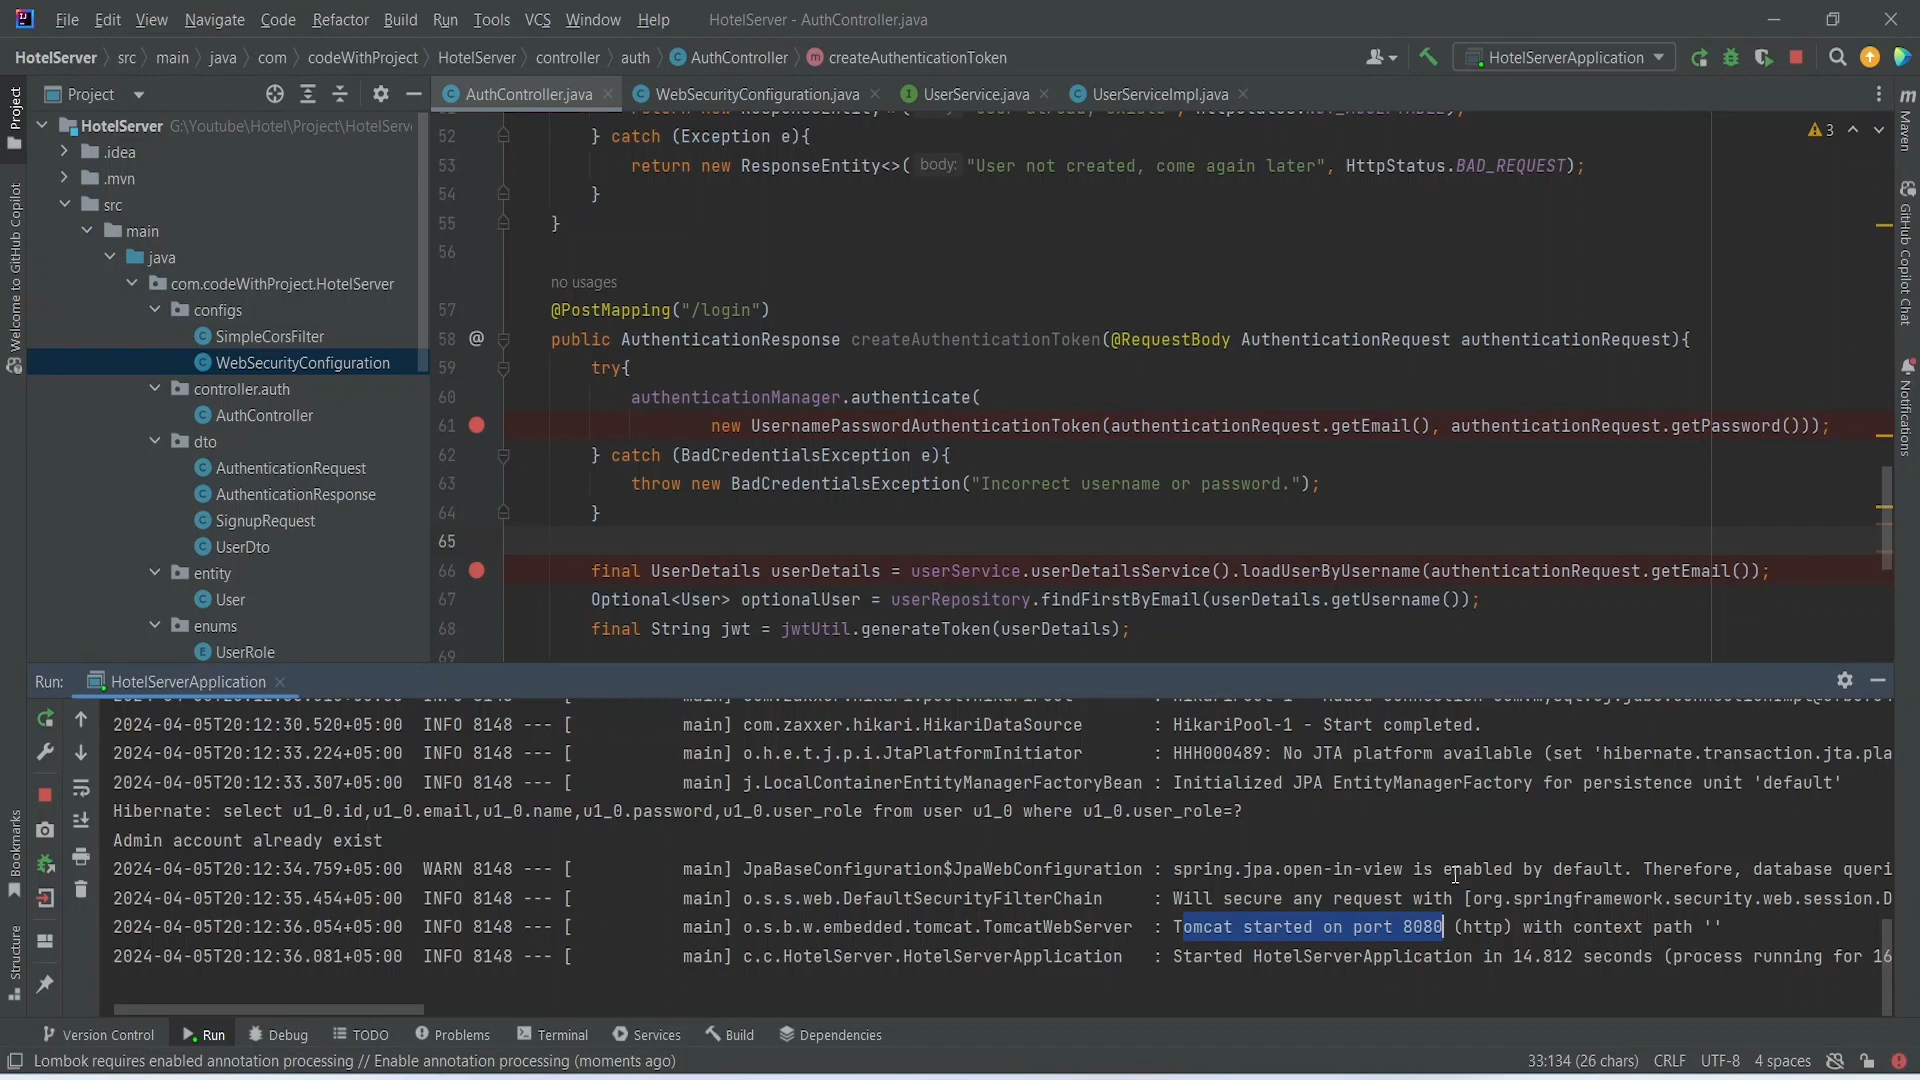 File Edit View Navigate Code Refactor Build Run Tools VCS Window Help HotelServer - AuthController.java
HotelServer src main java com codeWithProject HotelServer controller auth AuthController createAuthenticationToken HotelServerApplication
Project AuthController.java WebSecurityConfiguration.java UserService.java UserServiceImpl.java
Project
Welcome to GitHub Copilot
Bookmarks
Structure
HotelServer G:\Youtube\Hotel\Project\HotelServ
.idea
.mvn
src
main
java
com.codeWithProject.HotelServer
configs
SimpleCorsFilter
WebSecurityConfiguration
controller.auth
AuthController
dto
AuthenticationRequest
AuthenticationResponse
SignupRequest
UserDto
entity
User
enums
UserRole
3
52 } catch (Exception e){
53 return new ResponseEntity<>( body: "User not created, come again later", HttpStatus.BAD_REQUEST);
54 }
55 }
56
no usages
57 @PostMapping("/login")
58 @ public AuthenticationResponse createAuthenticationToken(@RequestBody AuthenticationRequest authenticationRequest){
59 try{
60 authenticationManager.authenticate(
61 new UsernamePasswordAuthenticationToken(authenticationRequest.getEmail(), authenticationRequest.getPassword()));
62 } catch (BadCredentialsException e){
63 throw new BadCredentialsException("Incorrect username or password.");
64 }
65
66 final UserDetails userDetails = userService.userDetailsService().loadUserByUsername(authenticationRequest.getEmail());
67 Optional<User> optionalUser = userRepository.findFirstByEmail(userDetails.getUsername());
68 final String jwt = jwtUtil.generateToken(userDetails);
69
Maven
GitHub Copilot Chat
Notifications
Run: HotelServerApplication
2024-04-05T20:12:30.520+05:00 INFO 8148 --- [ main] com.zaxxer.hikari.HikariDataSource : HikariPool-1 - Start completed.
2024-04-05T20:12:33.224+05:00 INFO 8148 --- [ main] o.h.e.t.j.p.i.JtaPlatformInitiator : HHH000489: No JTA platform available (set 'hibernate.transaction.jta.pla
2024-04-05T20:12:33.307+05:00 INFO 8148 --- [ main] j.LocalContainerEntityManagerFactoryBean : Initialized JPA EntityManagerFactory for persistence unit 'default'
Hibernate: select u1_0.id,u1_0.email,u1_0.name,u1_0.password,u1_0.user_role from user u1_0 where u1_0.user_role=?
Admin account already exist
2024-04-05T20:12:34.759+05:00 WARN 8148 --- [ main] JpaBaseConfiguration$JpaWebConfiguration : spring.jpa.open-in-view is enabled by default. Therefore, database queri
2024-04-05T20:12:35.454+05:00 INFO 8148 --- [ main] o.s.s.web.DefaultSecurityFilterChain : Will secure any request with [org.springframework.security.web.session.D
2024-04-05T20:12:36.054+05:00 INFO 8148 --- [ main] o.s.b.w.embedded.tomcat.TomcatWebServer : Tomcat started on port 8080 (http) with context path ''
2024-04-05T20:12:36.081+05:00 INFO 8148 --- [ main] c.c.HotelServer.HotelServerApplication : Started HotelServerApplication in 14.812 seconds (process running for 16
Version Control Run Debug TODO Problems Terminal Services Build Dependencies
Lombok requires enabled annotation processing // Enable annotation processing (moments ago) 33:134 (26 chars) CRLF UTF-8 4 spaces